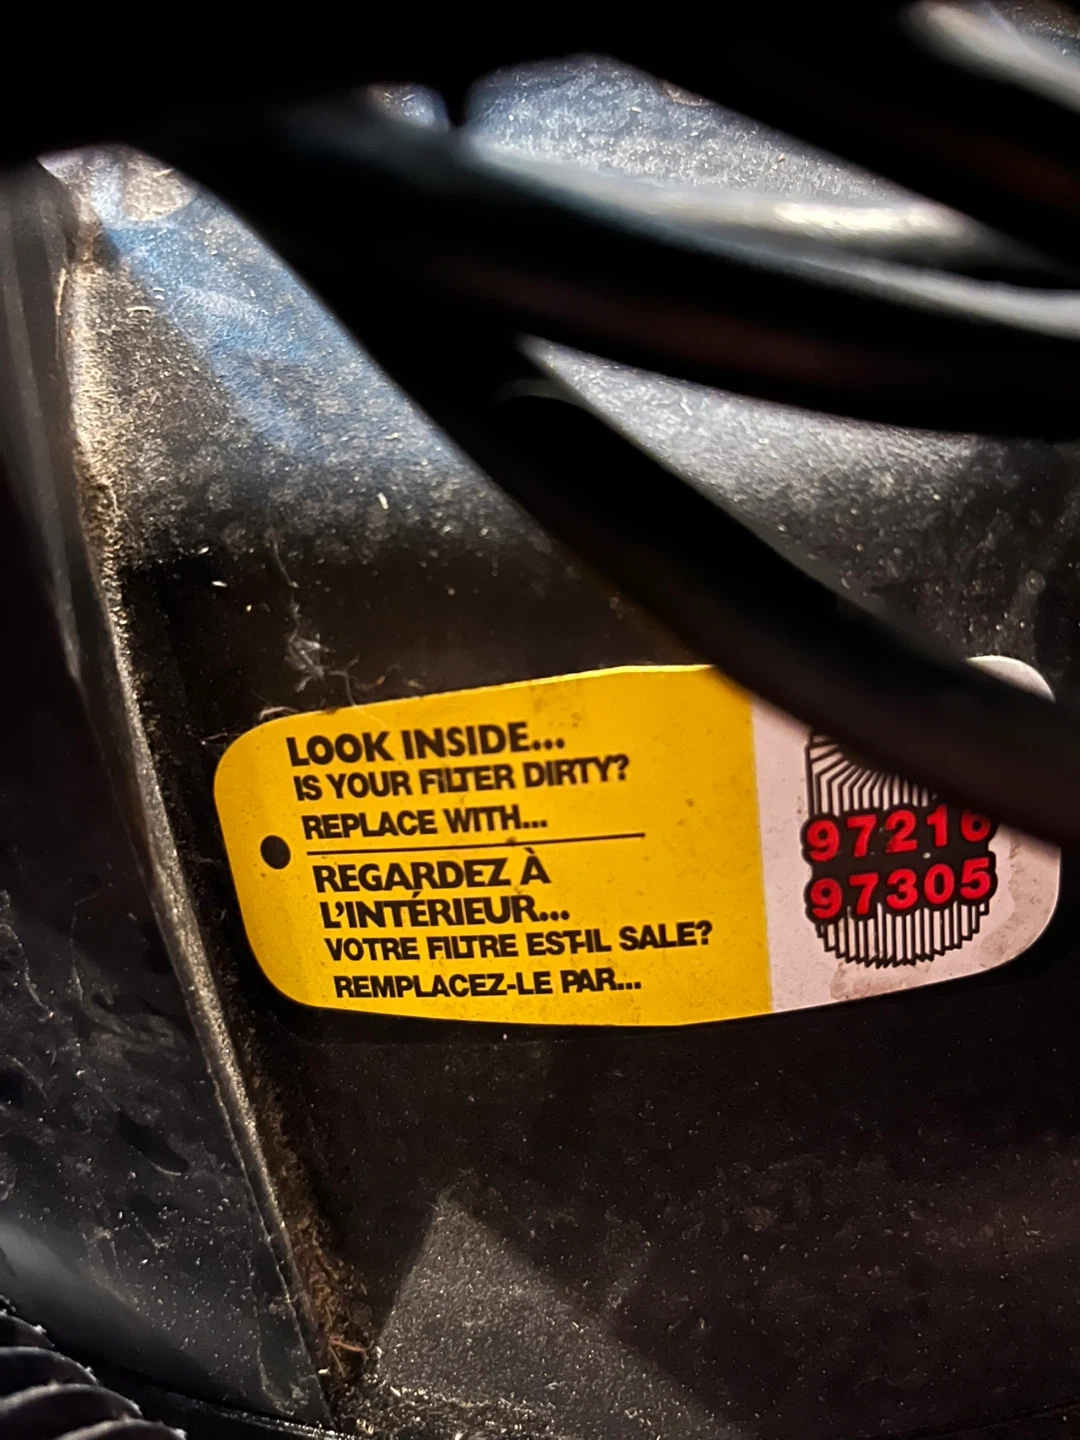 LOOK INSIDE...
IS YOUR FILTER DIRTY?
REPLACE WITH...
REGARDEZ À
L'INTÉRIEUR...
VOTRE FILTRE EST-IL SALE?
REMPLACEZ-LE PAR...
97305